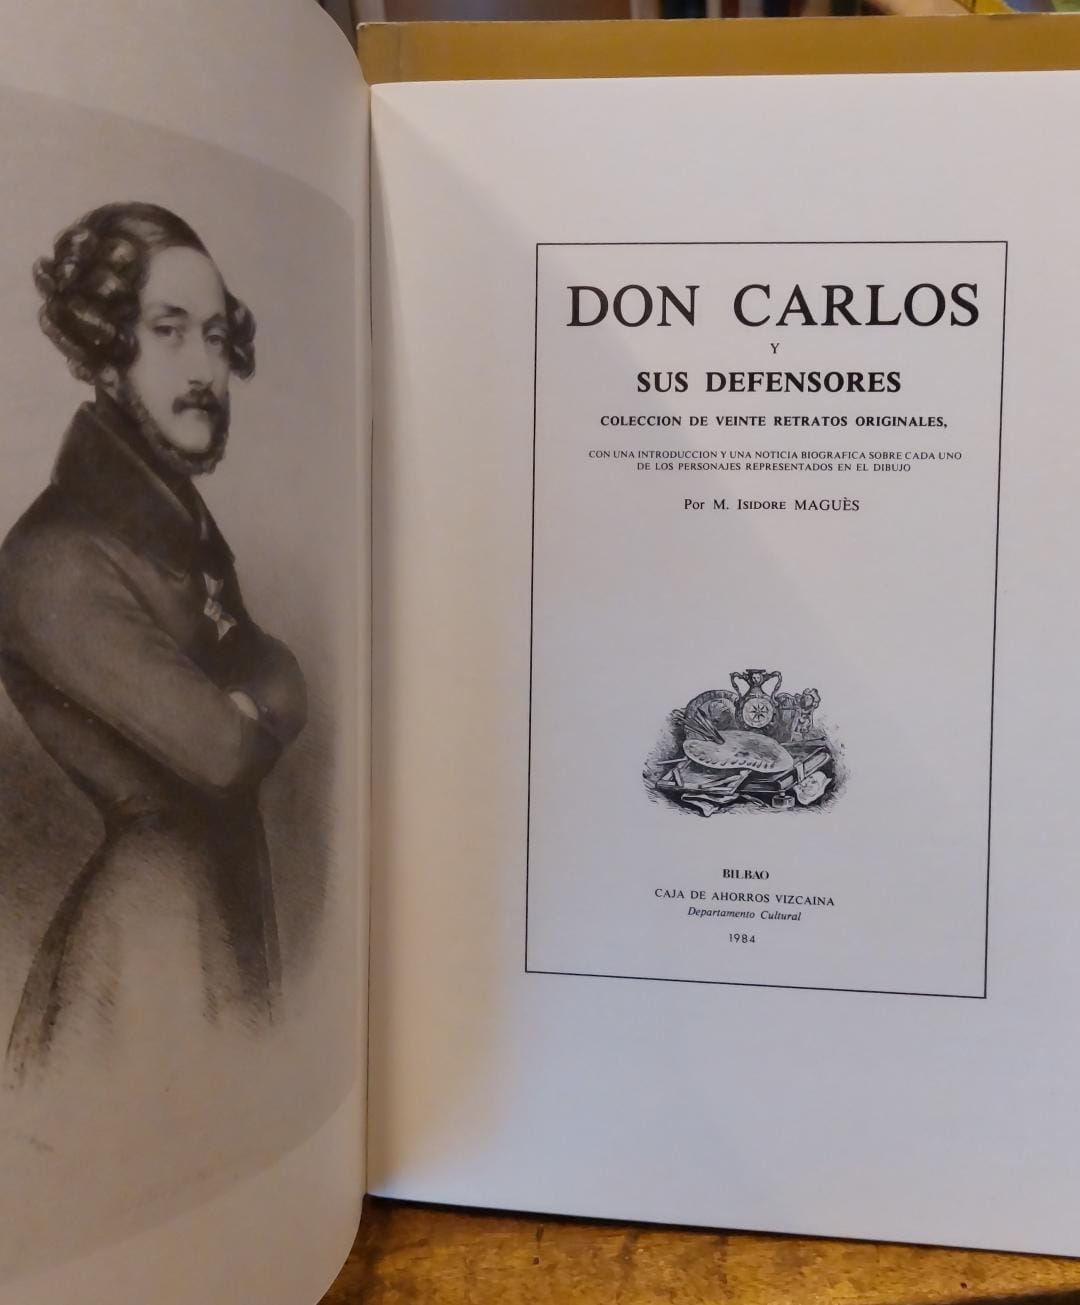 DON CARLOS
Y
SUS DEFENSORES
COLECCION DE VEINTE RETRATOS ORIGINALES,
CON UNA INTRODUCCION Y UNA NOTICIA BIOGRAFICA SOBRE CADA UNO
DE LOS PERSONAJES REPRESENTADOS EN EL DIBUJO
Por M. ISIDORE MAGUÈS
BILBAO
CAJA DE AHORROS VIZCAINA
Departamento Cultural
1984